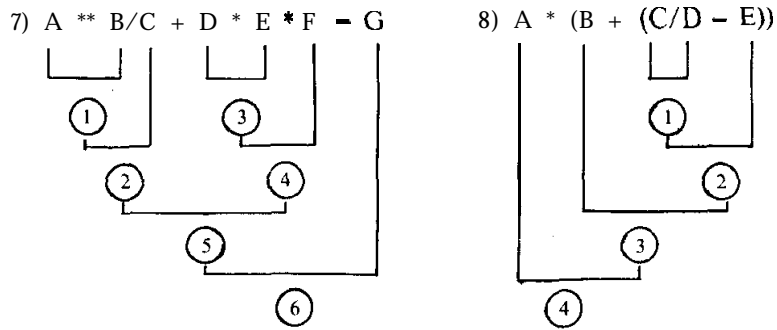 7) A ** B/C + D * E * F – G 8) A * (B + (C/D – E))
1 3 1
2 4 2
5 3
6 4